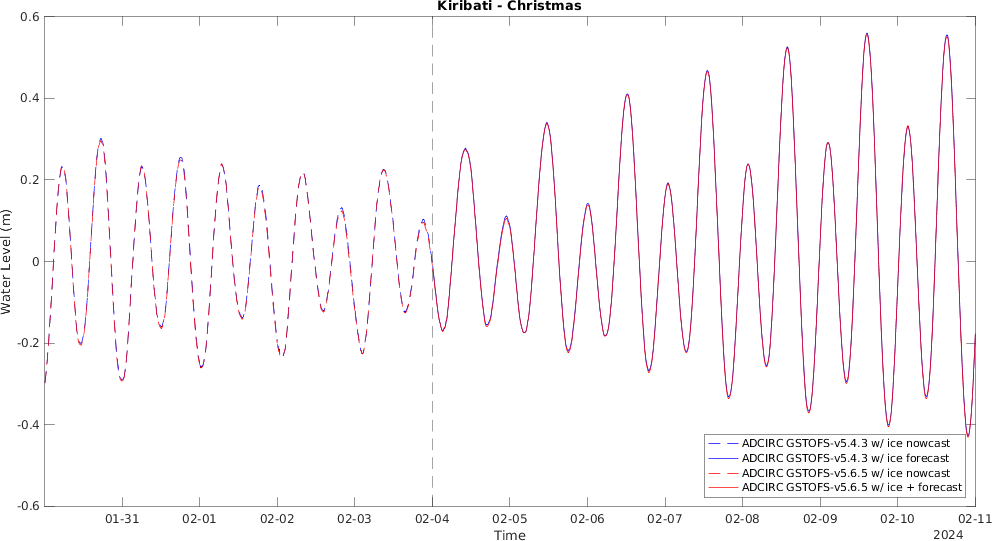 Kiribati - Christmas
0.6
0.4
0.2
0
-0.2
-0.4
-0.6
Water Level (m)
01-31
02-01
02-02
02-03
02-04
02-05
02-06
02-07
02-08
02-09
02-10
02-11
Time
2024
ADCIRC GSTOFS-v5.4.3 w/ ice nowcast
ADCIRC GSTOFS-v5.4.3 w/ ice forecast
ADCIRC GSTOFS-v5.6.5 w/ ice nowcast
ADCIRC GSTOFS-v5.6.5 w/ ice + forecast